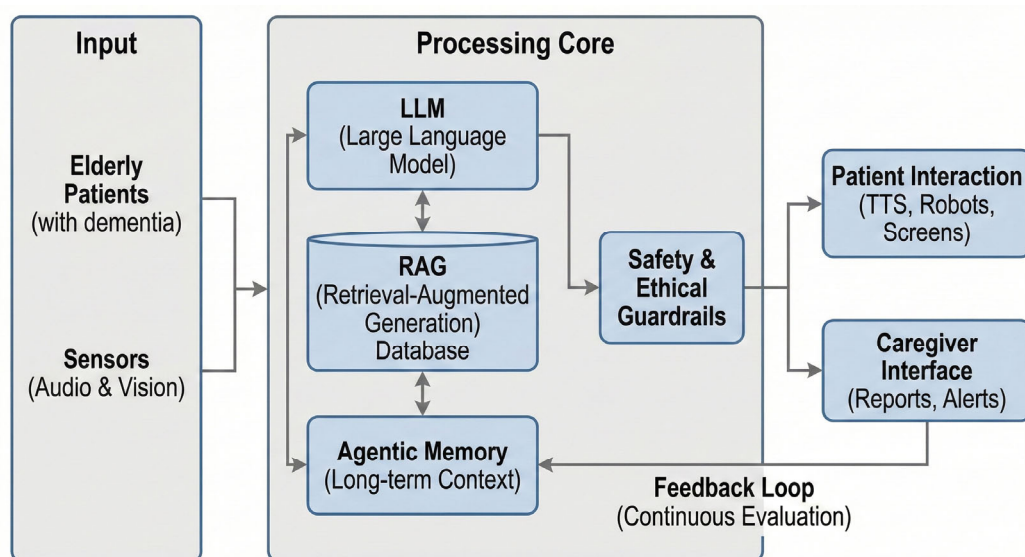 Input
Elderly
Patients
(with dementia)
Sensors
(Audio & Vision)
Processing Core
LLM
(Large Language
Model)
RAG
(Retrieval-Augmented
Generation)
Database
Agentic Memory
(Long-term Context)
Safety &
Ethical
Guardrails
Patient Interaction
(TTS, Robots,
Screens)
Caregiver
Interface
(Reports, Alerts)
Feedback Loop
(Continuous Evaluation)